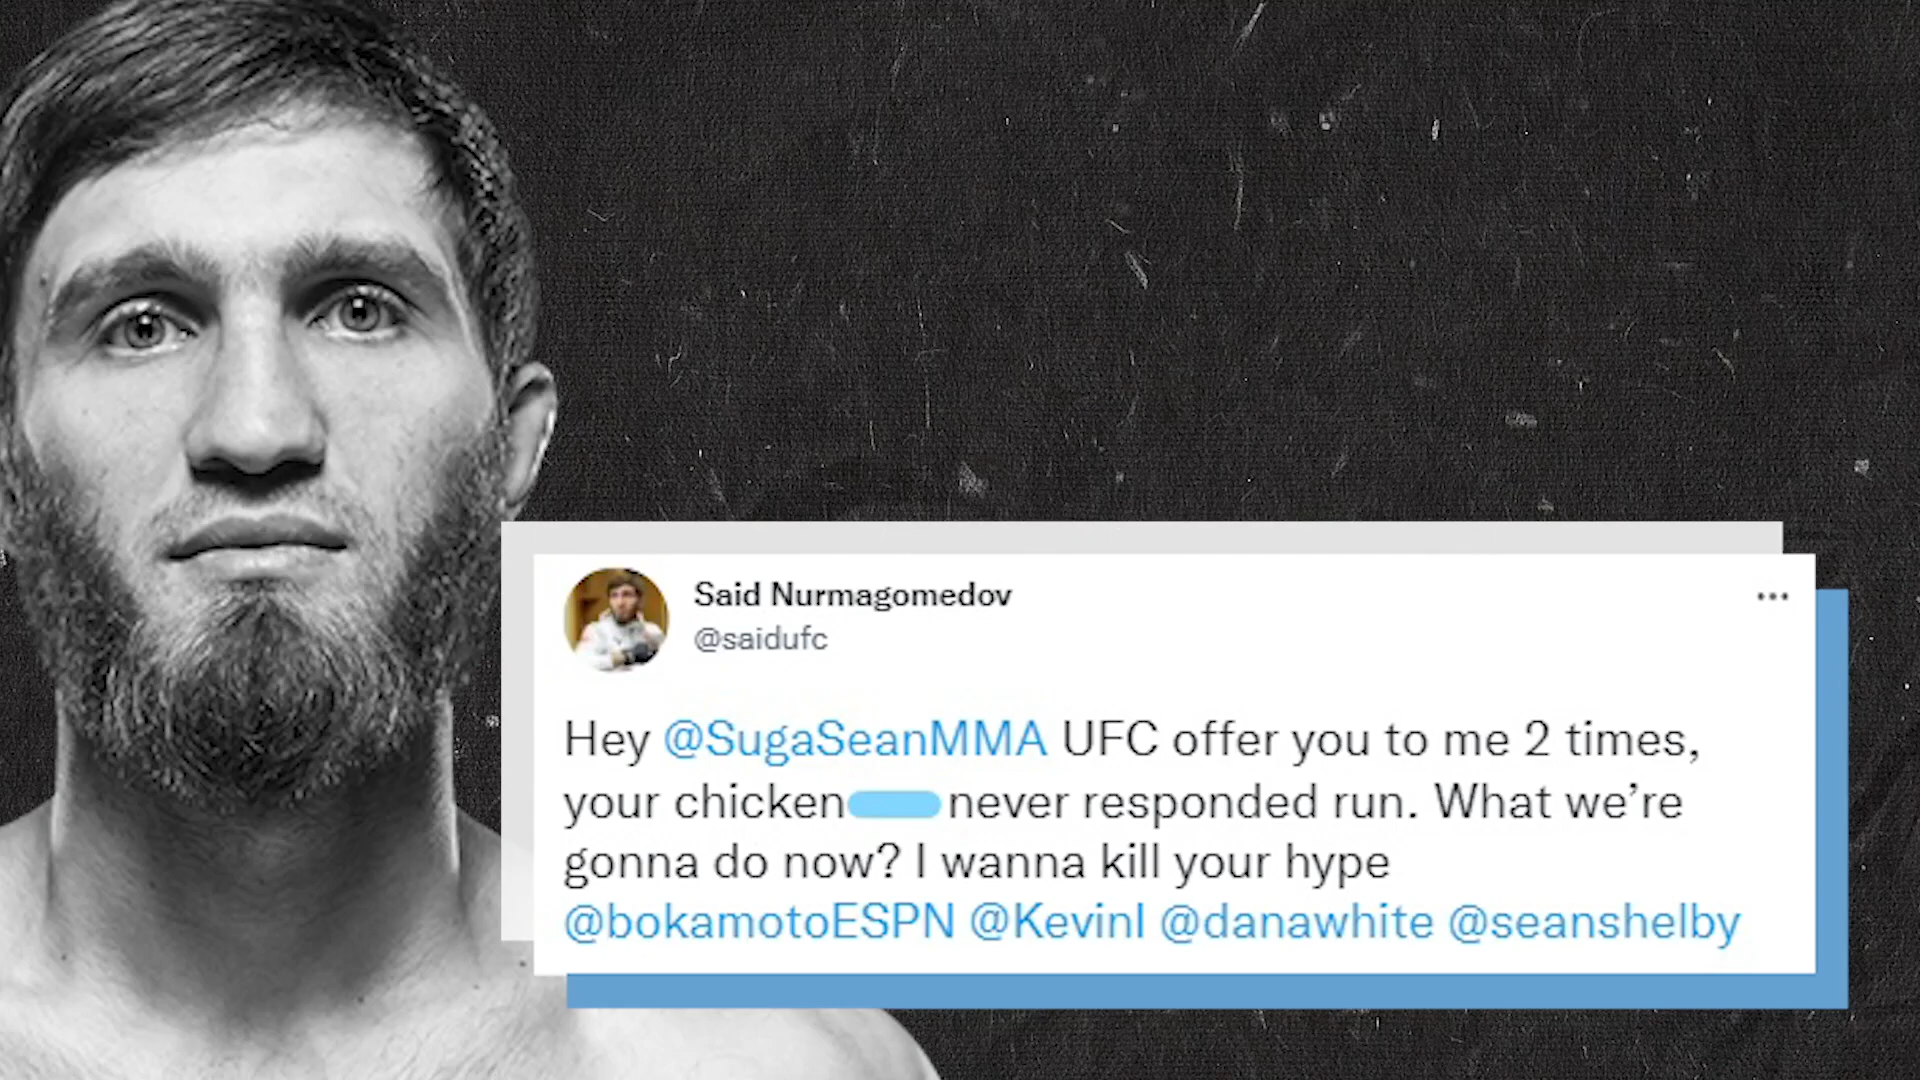 Said Nurmagomedov
@saidufc
Hey @SugaSeanMMA UFC offer you to me 2 times,
your chicken never responded run. What we're
gonna do now? I wanna kill your hype
@bokamotoESPN @KevinI @danawhite @seanshelby